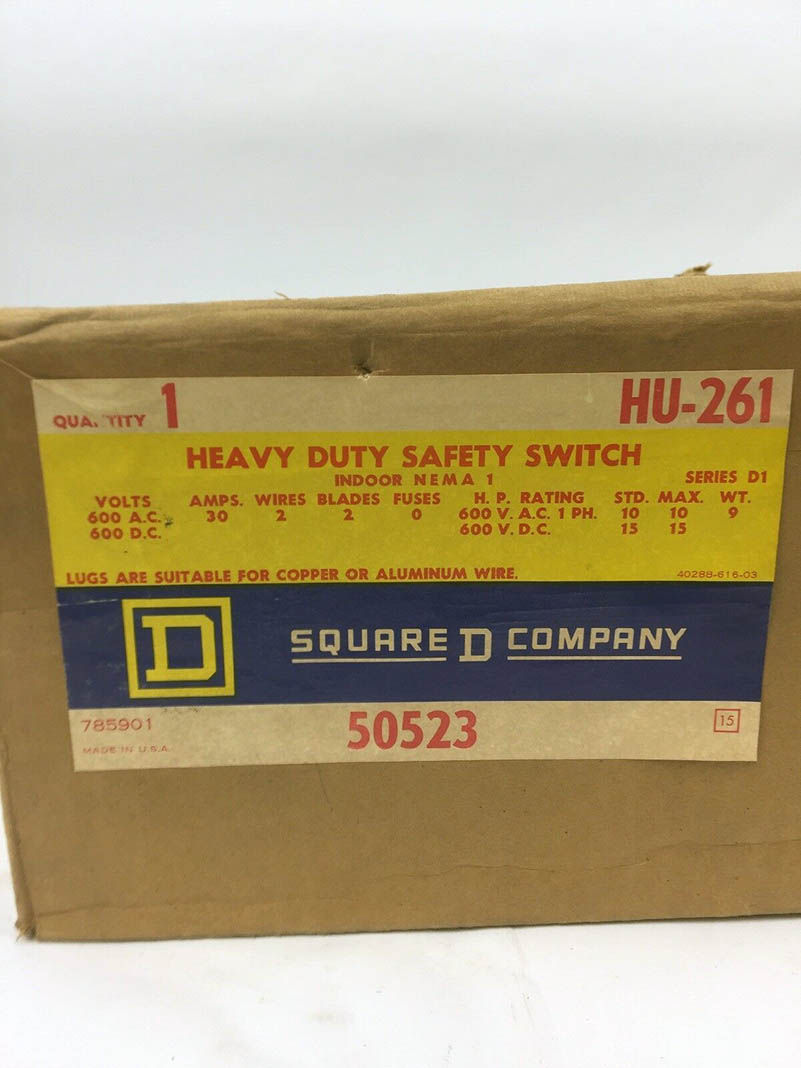 QUANTITY 1 HU-261
HEAVY DUTY SAFETY SWITCH
INDOOR NEMA 1 SERIES D1
VOLTS AMPS. WIRES BLADES FUSES H. P. RATING STD. MAX. WT.
600 A.C. 30 2 2 0 600 V. A.C. 1 PH. 10 10 9
600 D.C. 600 V. D.C. 15 15
LUGS ARE SUITABLE FOR COPPER OR ALUMINUM WIRE. 40288-616-03
D SQUARE D COMPANY
785901 50523 15
MADE IN U.S.A.